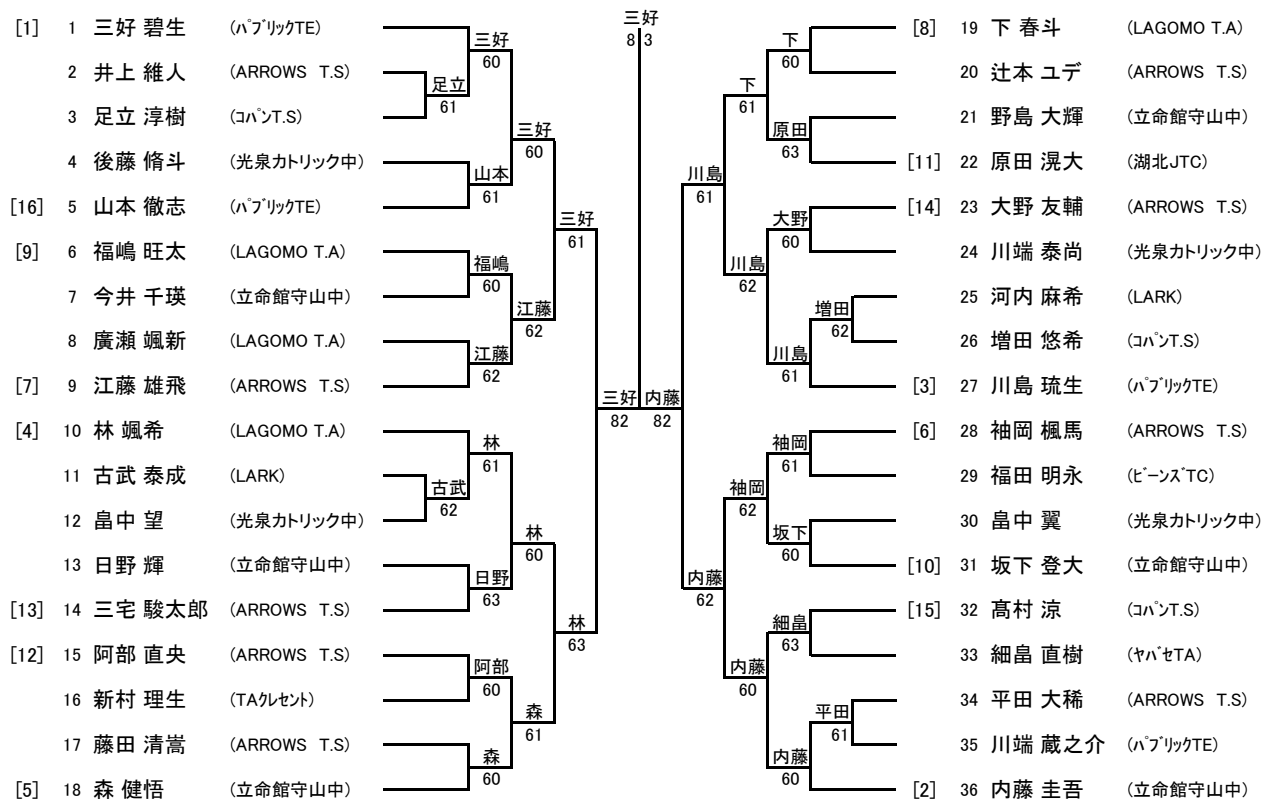 三好
8 3
[1] 1 三好 碧生 (ﾊﾟﾌﾞﾘｯｸTE)
2 井上 維人 (ARROWS T.S)
3 足立 淳樹 (ｺﾊﾟﾝT.S)
4 後藤 脩斗 (光泉カトリック中)
[16] 5 山本 徹志 (ﾊﾟﾌﾞﾘｯｸTE)
[9] 6 福嶋 旺太 (LAGOMO T.A)
7 今井 千瑛 (立命館守山中)
8 廣瀬 颯新 (LAGOMO T.A)
[7] 9 江藤 雄飛 (ARROWS T.S)
[4] 10 林 颯希 (LAGOMO T.A)
11 古武 泰成 (LARK)
12 畠中 望 (光泉カトリック中)
13 日野 輝 (立命館守山中)
[13] 14 三宅 駿太郎 (ARROWS T.S)
[12] 15 阿部 直央 (ARROWS T.S)
16 新村 理生 (TAｸﾚｾﾝﾄ)
17 藤田 清嵩 (ARROWS T.S)
[5] 18 森 健悟 (立命館守山中)
足立
61
古武
62
三好
60
山本
61
福嶋
60
江藤
62
林
61
日野
63
阿部
60
森
60
三好
60
江藤
62
林
60
森
61
三好
61
林
63
三好
82
内藤
82
川島
61
内藤
62
下
61
川島
62
袖岡
62
内藤
60
下
60
原田
63
大野
60
川島
61
袖岡
61
坂下
60
細畠
63
内藤
60
増田
62
平田
61
[8] 19 下 春斗 (LAGOMO T.A)
20 辻本 ユデ (ARROWS T.S)
21 野島 大輝 (立命館守山中)
[11] 22 原田 滉大 (湖北JTC)
[14] 23 大野 友輔 (ARROWS T.S)
24 川端 泰尚 (光泉カトリック中)
25 河内 麻希 (LARK)
26 増田 悠希 (ｺﾊﾟﾝT.S)
[3] 27 川島 琉生 (ﾊﾟﾌﾞﾘｯｸTE)
[6] 28 袖岡 楓馬 (ARROWS T.S)
29 福田 明永 (ﾋﾞｰﾝｽﾞTC)
30 畠中 翼 (光泉カトリック中)
[10] 31 坂下 登大 (立命館守山中)
[15] 32 髙村 涼 (ｺﾊﾟﾝT.S)
33 細畠 直樹 (ﾔﾊﾞｾTA)
34 平田 大稀 (ARROWS T.S)
35 川端 蔵之介 (ﾊﾟﾌﾞﾘｯｸTE)
[2] 36 内藤 圭吾 (立命館守山中)